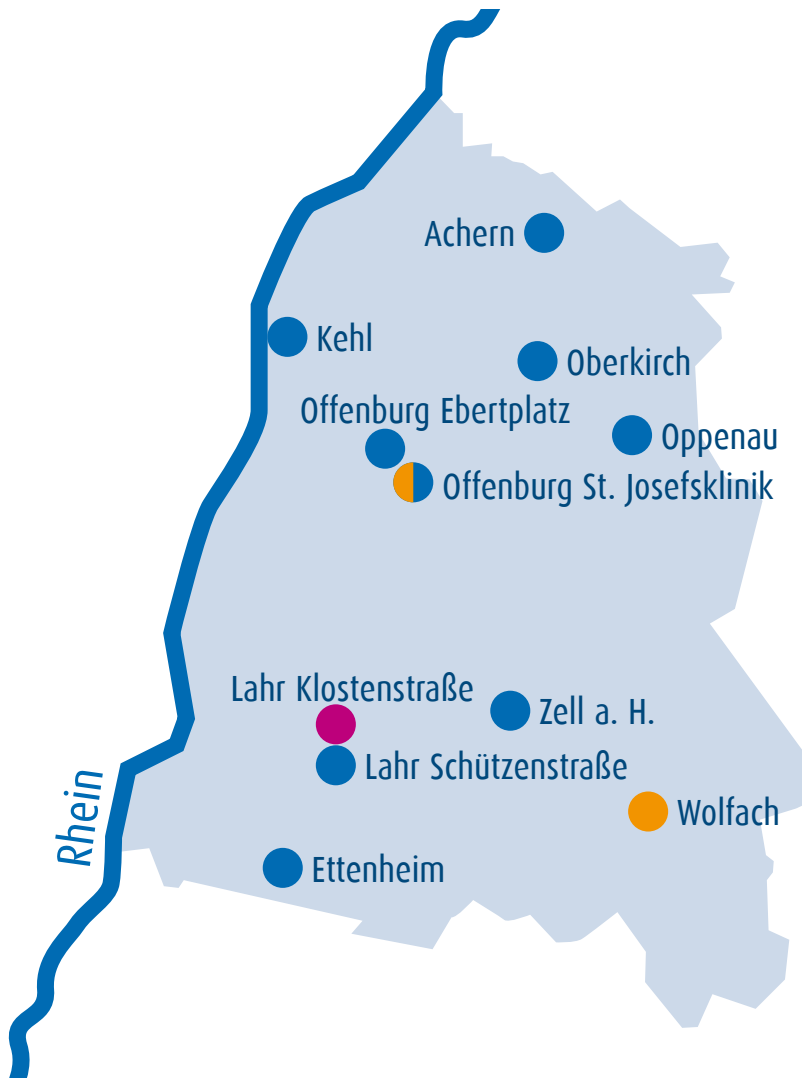 Achern
Kehl
Oberkirch
Offenburg Ebertplatz
Oppenau
Offenburg St. Josefsklinik
Lahr Klostenstraße
Zell a. H.
Lahr Schützenstraße
Rhein
Wolfach
Ettenheim